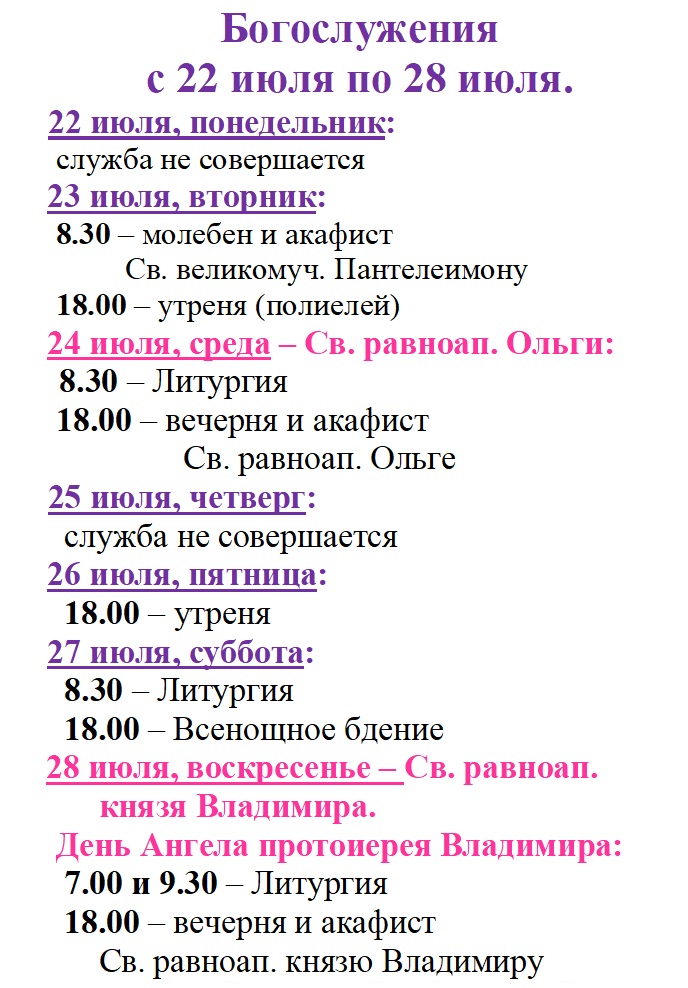 Богослужения
с 22 июля по 28 июля.
22 июля, понедельник:
служба не совершается
23 июля, вторник:
8.30 – молебен и акафист
Св. великомуч. Пантелеимону
18.00 – утреня (полиелей)
24 июля, среда – Св. равноап. Ольги:
8.30 – Литургия
18.00 – вечерня и акафист
Св. равноап. Ольге
25 июля, четверг:
служба не совершается
26 июля, пятница:
18.00 – утреня
27 июля, суббота:
8.30 – Литургия
18.00 – Всенощное бдение
28 июля, воскресенье – Св. равноап.
князя Владимира.
День Ангела протоиерея Владимира:
7.00 и 9.30 – Литургия
18.00 – вечерня и акафист
Св. равноап. князю Владимиру